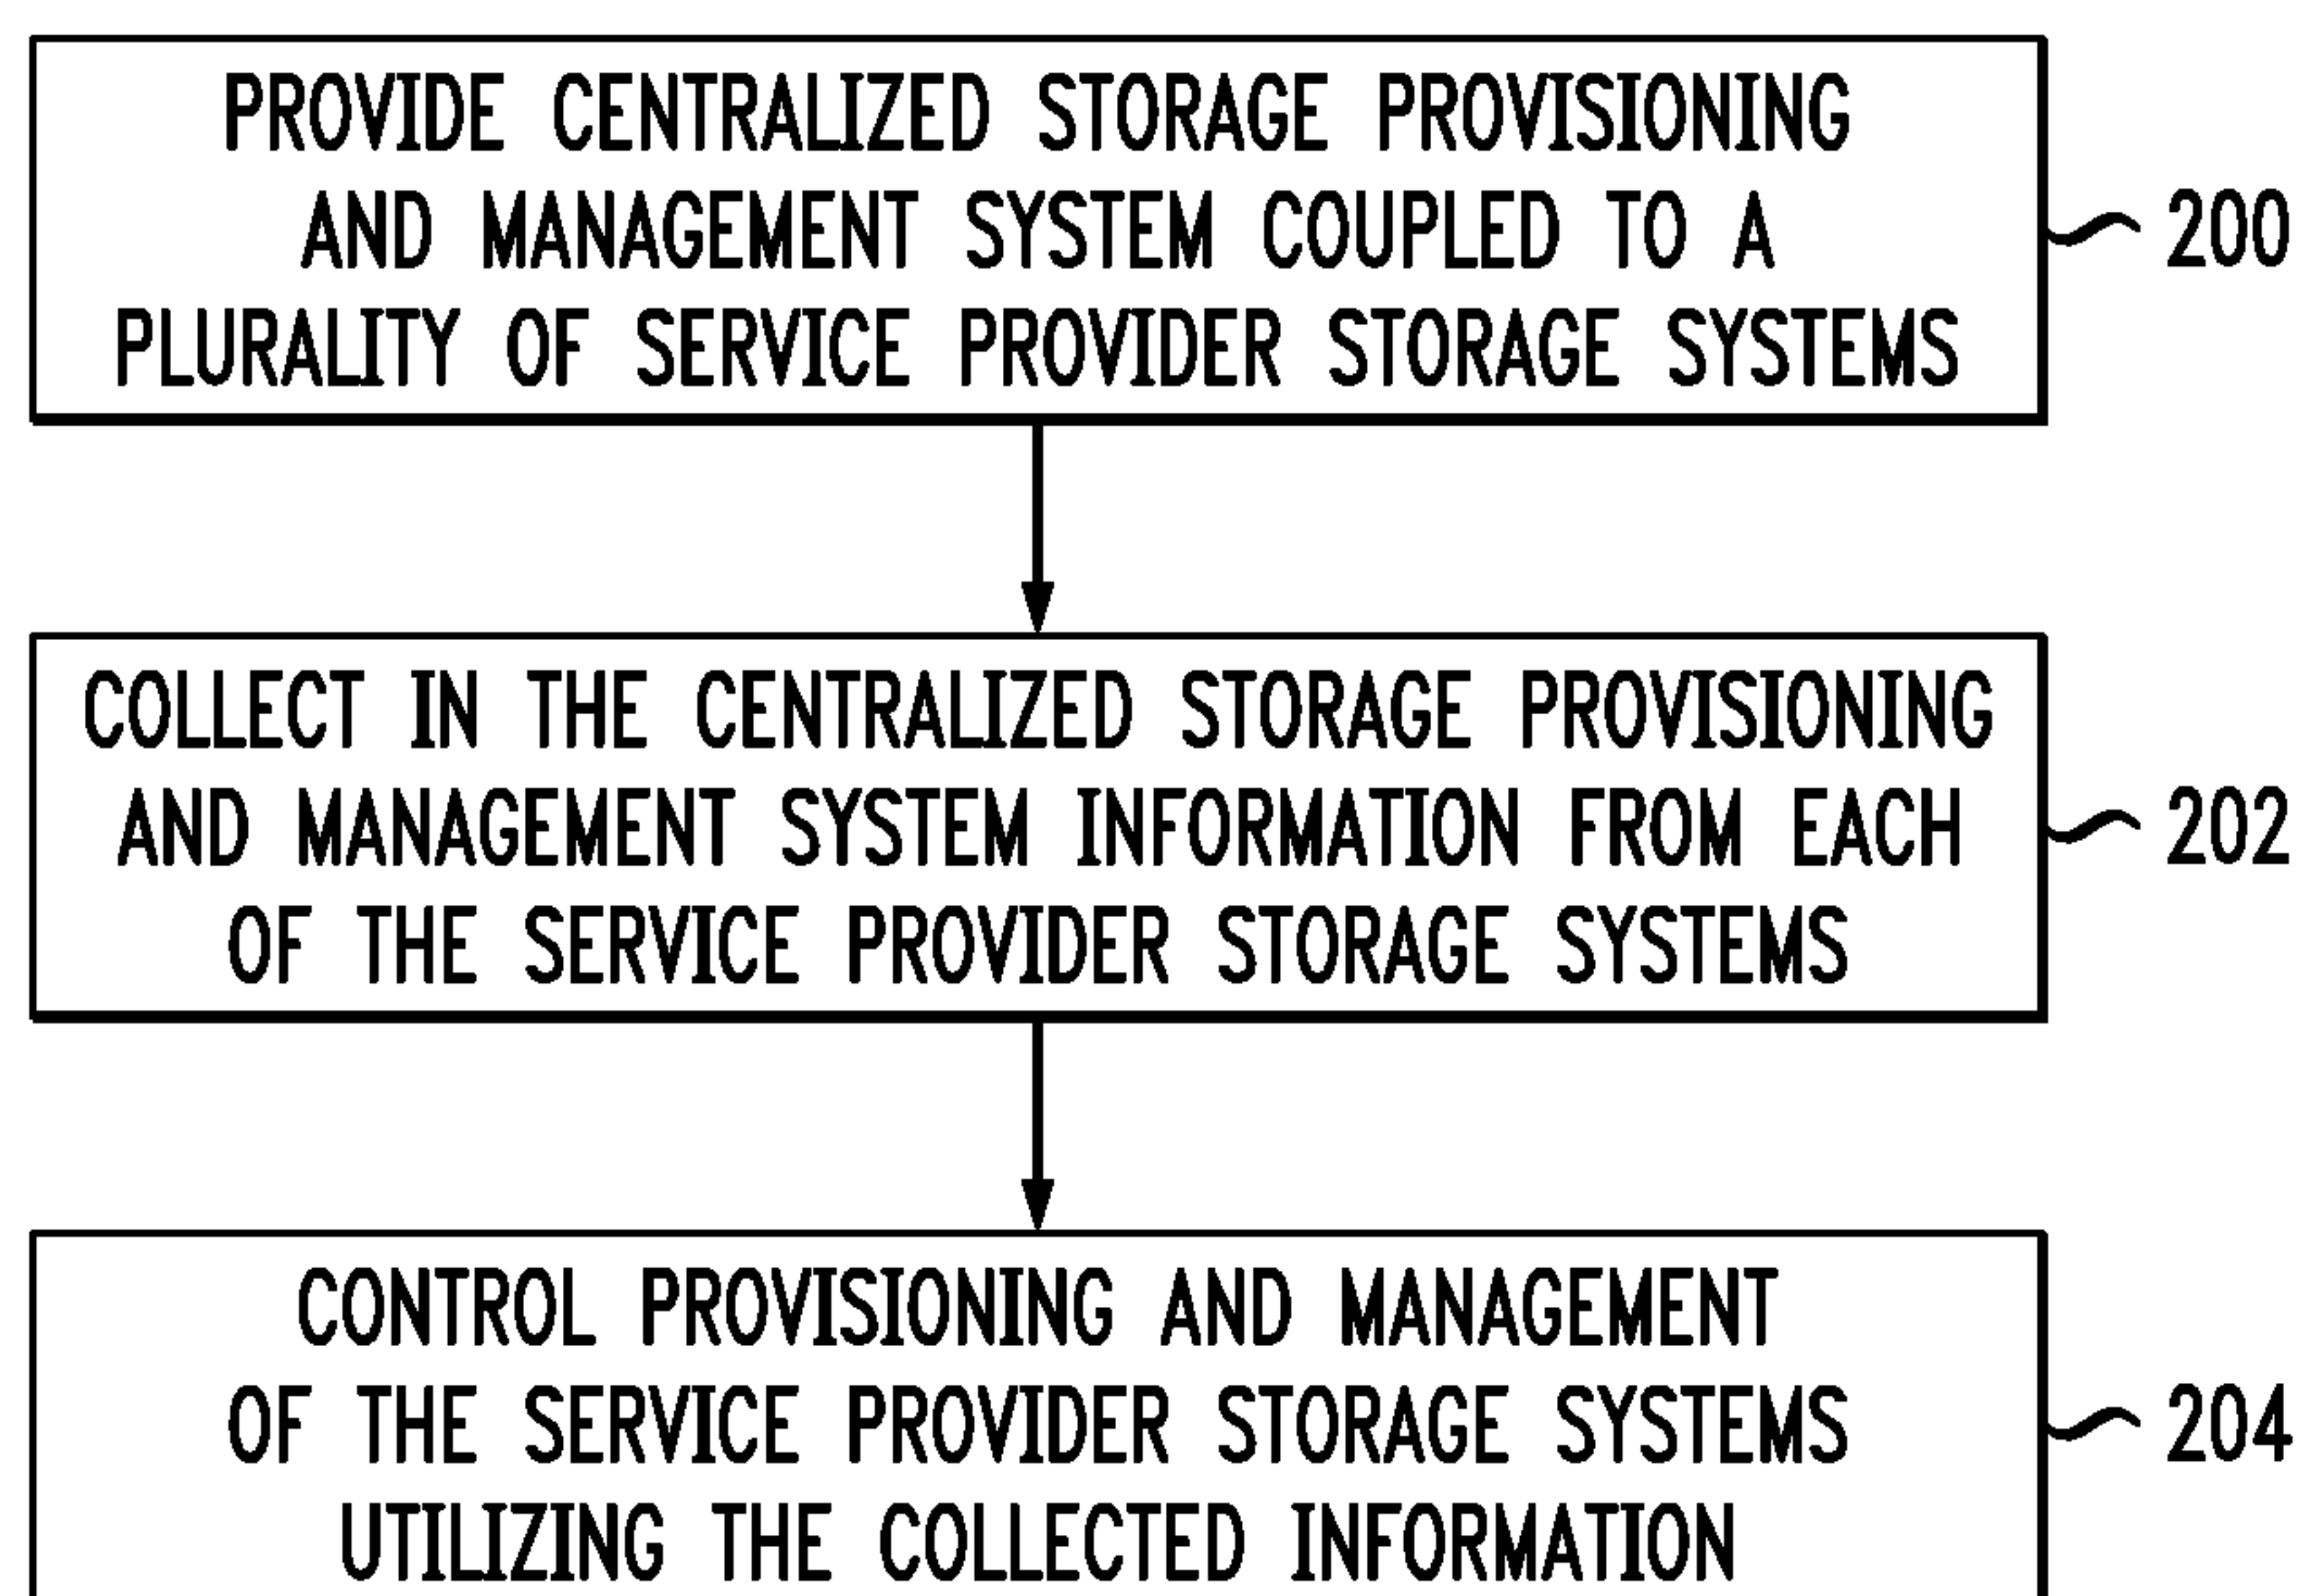 PROVIDE CENTRALIZED STORAGE PROVISIONING
AND MANAGEMENT SYSTEM COUPLED TO A
PLURALITY OF SERVICE PROVIDER STORAGE SYSTEMS
200
COLLECT IN THE CENTRALIZED STORAGE PROVISIONING
AND MANAGEMENT SYSTEM INFORMATION FROM EACH
OF THE SERVICE PROVIDER STORAGE SYSTEMS
202
CONTROL PROVISIONING AND MANAGEMENT
OF THE SERVICE PROVIDER STORAGE SYSTEMS
UTILIZING THE COLLECTED INFORMATION
204